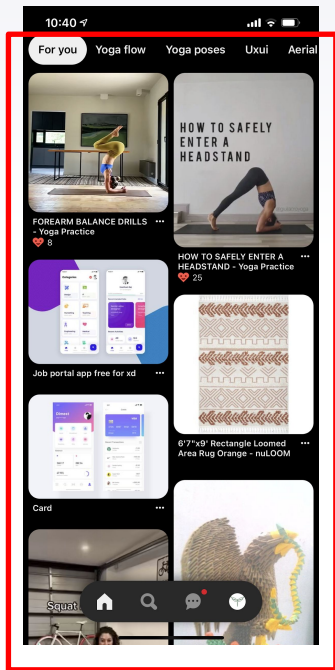 10:40
For you
Yoga flow
Yoga poses
Uxui
Aerial
HOW TO SAFELY
ENTER A
HEADSTAND
FOREARM BALANCE DRILLS ...
- Yoga Practice
8
HOW TO SAFELY ENTER A ...
HEADSTAND - Yoga Practice
25
Job portal app free for xd ...
6'7"x9' Rectangle Loomed ...
Area Rug Orange - nuLOOM
Card ...
Squat